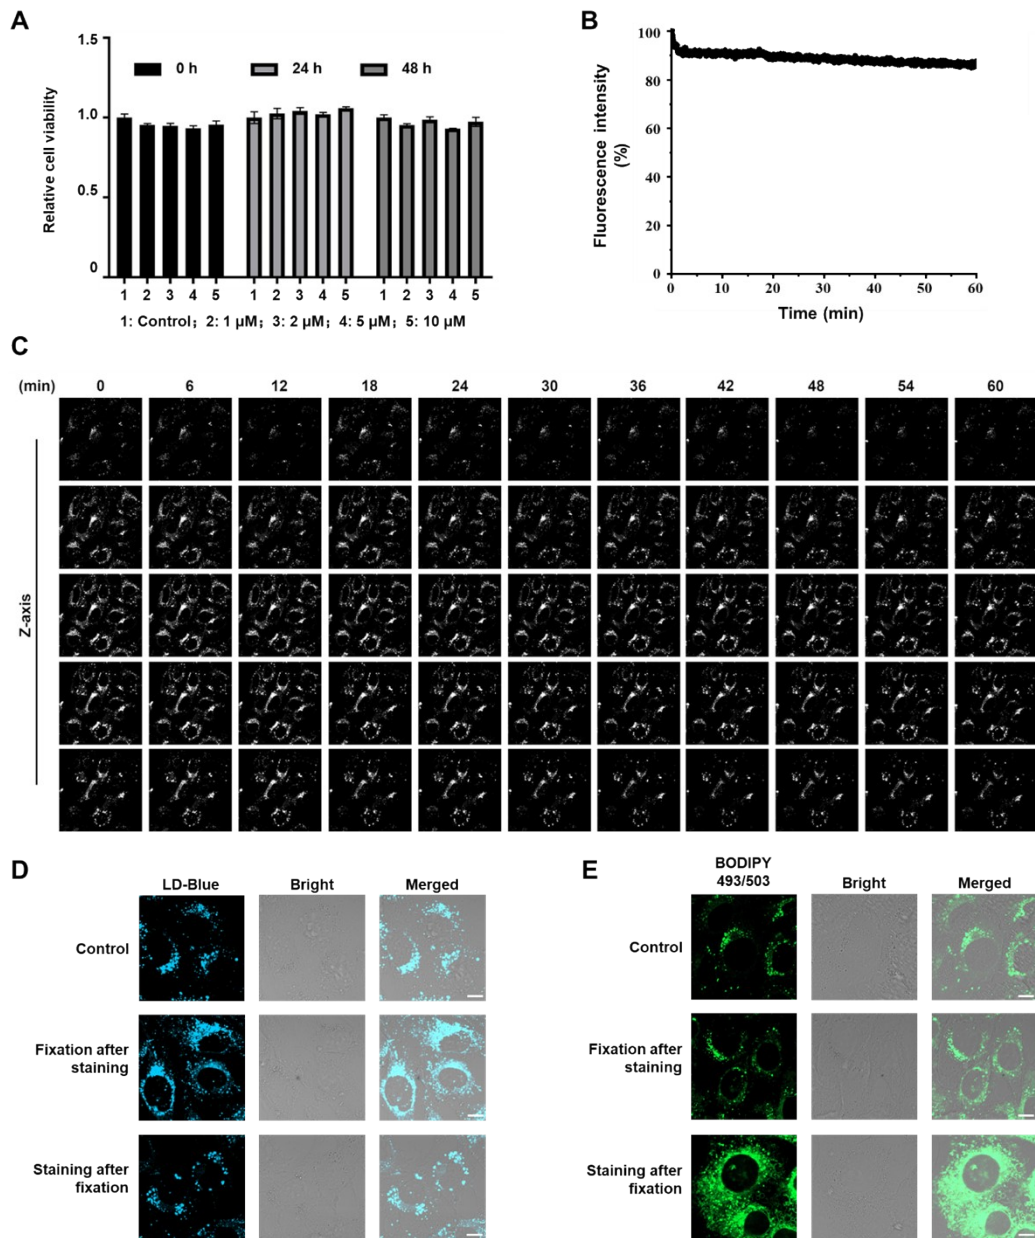 A
1.5
1.0
0.5
0
Relative cell viability
0 h
24 h
48 h
1 2 3 4 5 1 2 3 4 5 1 2 3 4 5
1: Control; 2: 1 μM; 3: 2 μM; 4: 5 μM; 5: 10 μM
B
100
80
60
40
20
0
Fluorescence intensity
(%)
0 10 20 30 40 50 60
Time (min)
C
(min) 0 6 12 18 24 30 36 42 48 54 60
Z-axis
D
LD-Blue Bright Merged
Control
Fixation after
staining
Staining after
fixation
E
BODIPY
493/503 Bright Merged
Control
Fixation after
staining
Staining after
fixation